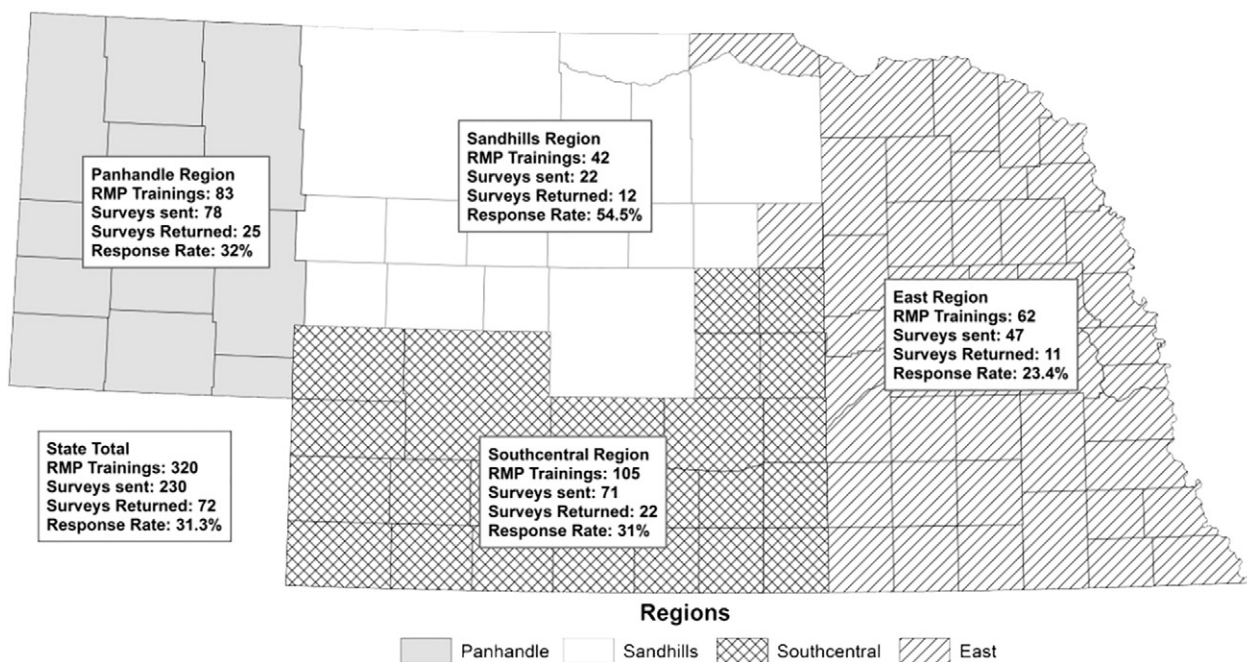 Panhandle Region
RMP Trainings: 83
Surveys sent: 78
Surveys Returned: 25
Response Rate: 32%
Sandhills Region
RMP Trainings: 42
Surveys sent: 22
Surveys Returned: 12
Response Rate: 54.5%
East Region
RMP Trainings: 62
Surveys sent: 47
Surveys Returned: 11
Response Rate: 23.4%
State Total
RMP Trainings: 320
Surveys sent: 230
Surveys Returned: 72
Response Rate: 31.3%
Southcentral Region
RMP Trainings: 105
Surveys sent: 71
Surveys Returned: 22
Response Rate: 31%
Regions
Panhandle
Sandhills
Southcentral
East